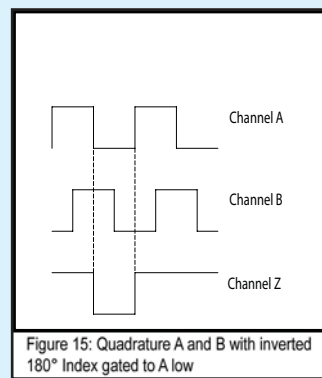 Channel A
Channel B
Channel Z
Figure 15: Quadrature A and B with inverted
180° Index gated to A low